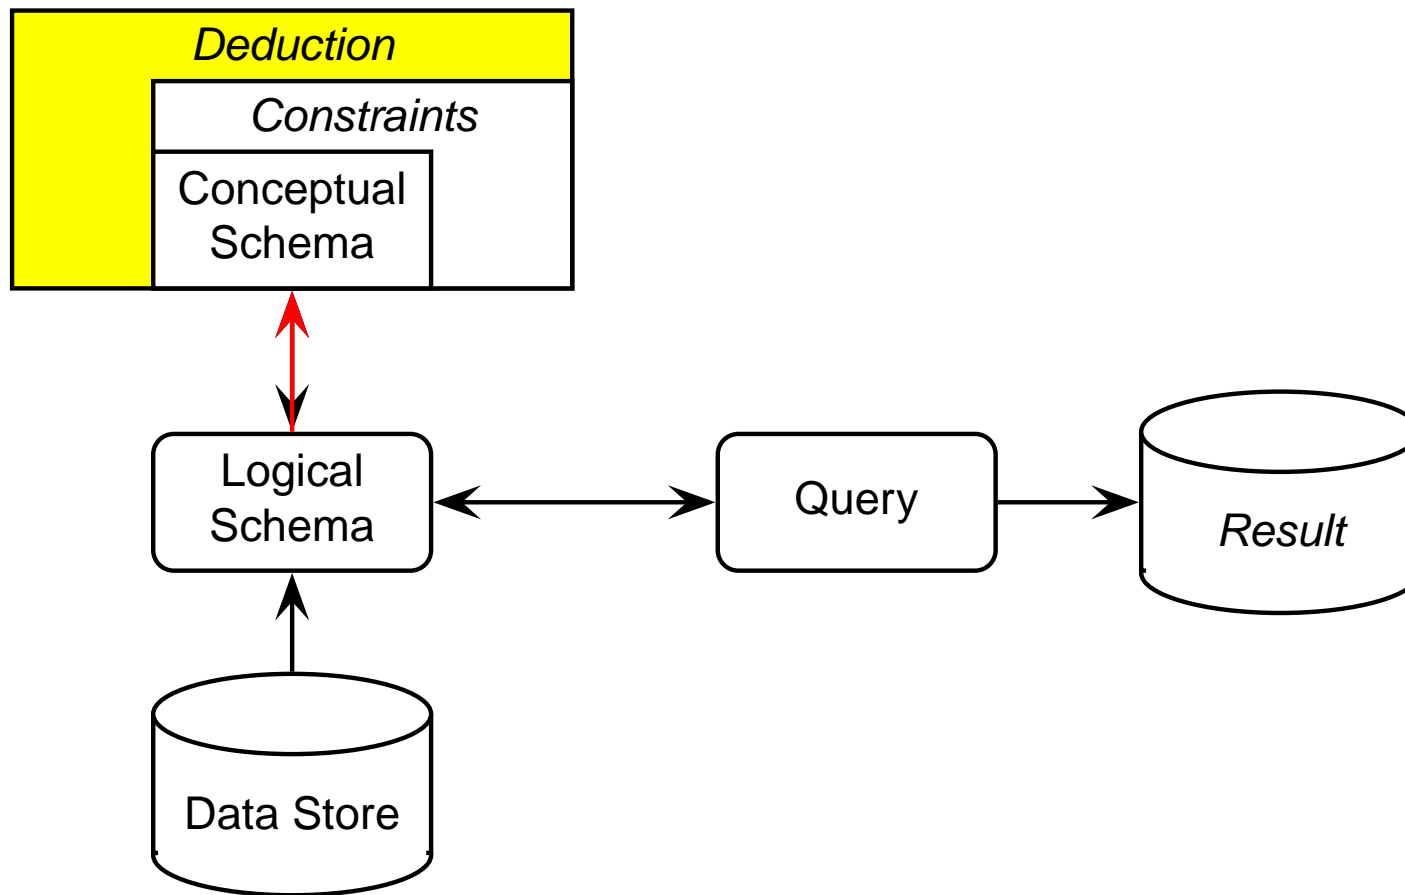 Deduction
Constraints
Conceptual
Schema
Logical
Schema
Query
Result
Data Store